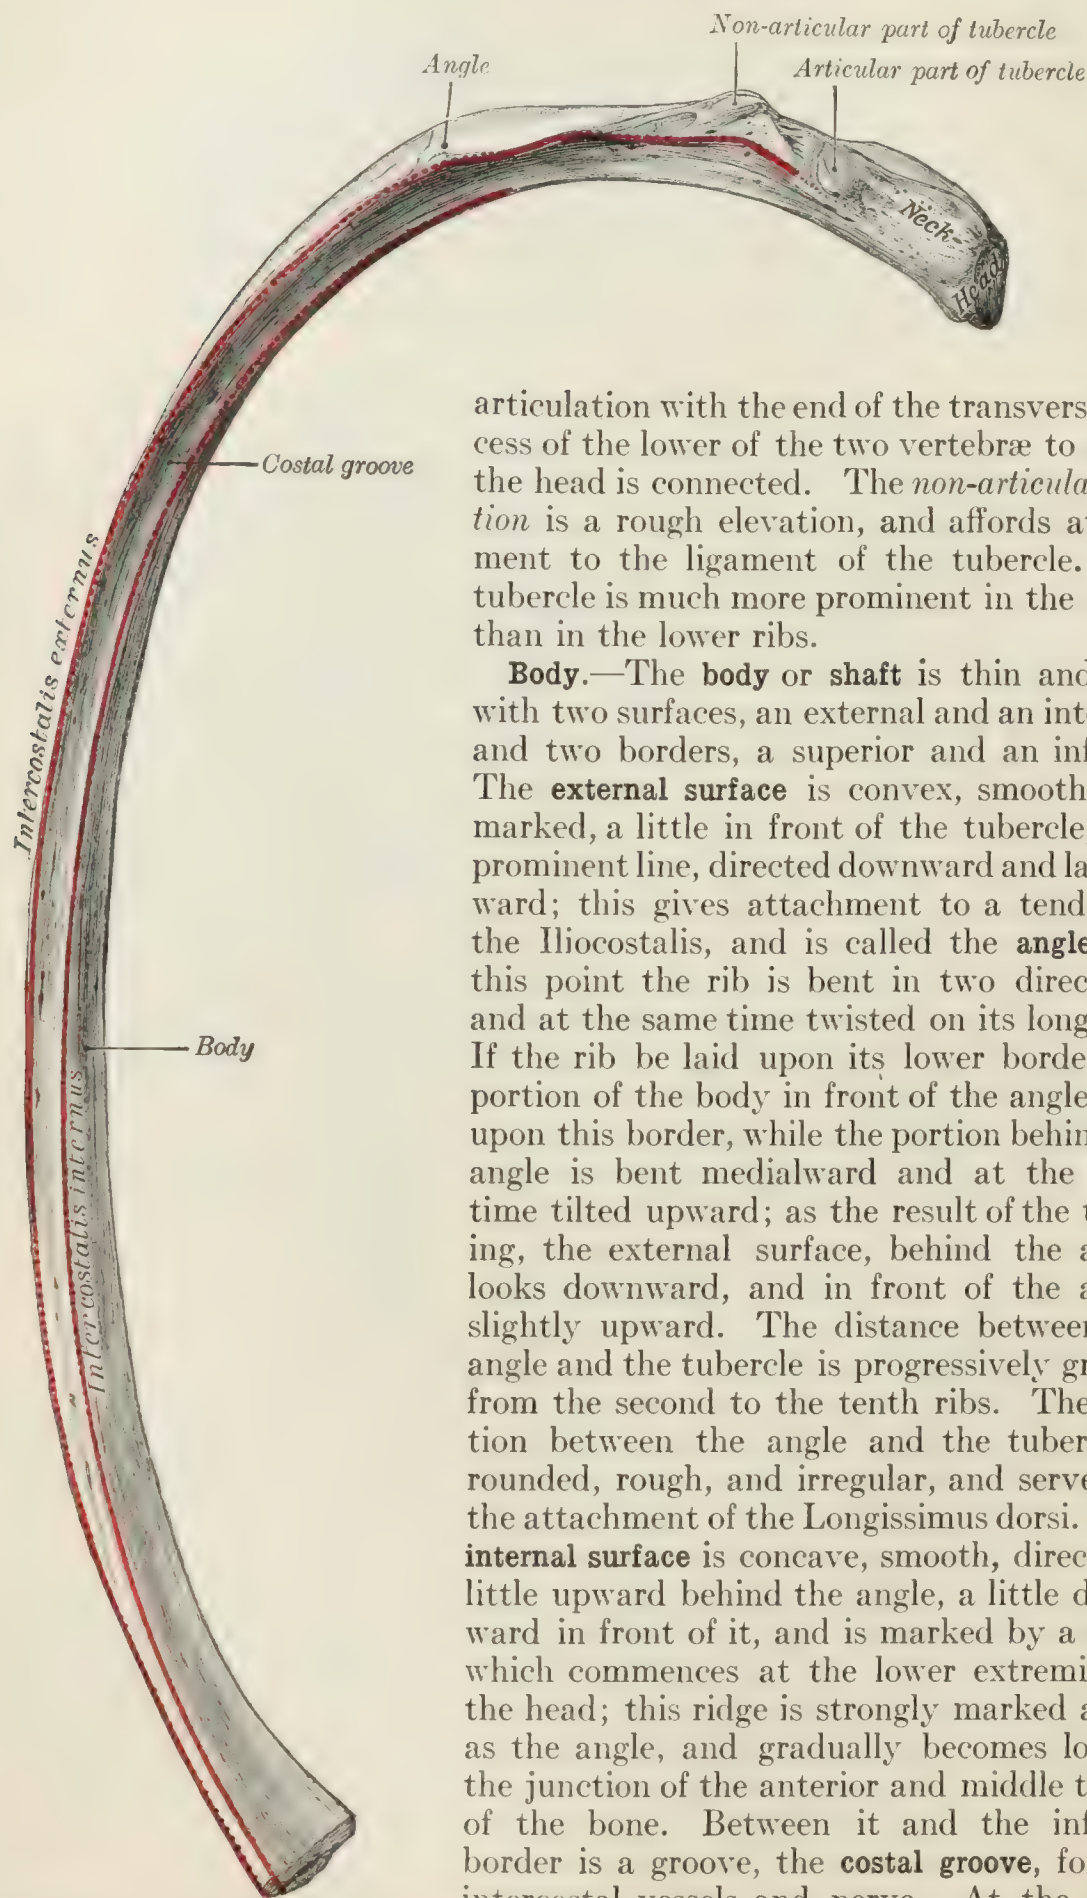 Non-articular part of tubercle
Angle
Articular part of tubercle
Neck
Head
Costal groove
Intercostalis externus
Body
Intercostalis internus
articulation with the end of the transvers
cess of the lower of the two vertebræ to
the head is connected. The non-articula
tion is a rough elevation, and affords a
ment to the ligament of the tubercle.
tubercle is much more prominent in the
than in the lower ribs.
Body.—The body or shaft is thin and
with two surfaces, an external and an int
and two borders, a superior and an inf
The external surface is convex, smooth
marked, a little in front of the tubercle
prominent line, directed downward and la
ward; this gives attachment to a tend
the Iliocostalis, and is called the angle
this point the rib is bent in two direc
and at the same time twisted on its long
If the rib be laid upon its lower borde
portion of the body in front of the angle
upon this border, while the portion behin
angle is bent medialward and at the
time tilted upward; as the result of the t
ing, the external surface, behind the a
looks downward, and in front of the a
slightly upward. The distance between
angle and the tubercle is progressively gr
from the second to the tenth ribs. The
tion between the angle and the tuber
rounded, rough, and irregular, and serve
the attachment of the Longissimus dorsi.
internal surface is concave, smooth, direc
little upward behind the angle, a little d
ward in front of it, and is marked by a
which commences at the lower extremi
the head; this ridge is strongly marked a
as the angle, and gradually becomes lo
the junction of the anterior and middle t
of the bone. Between it and the inf
border is a groove, the costal groove, fo
intercostal vessels and nerve. At the